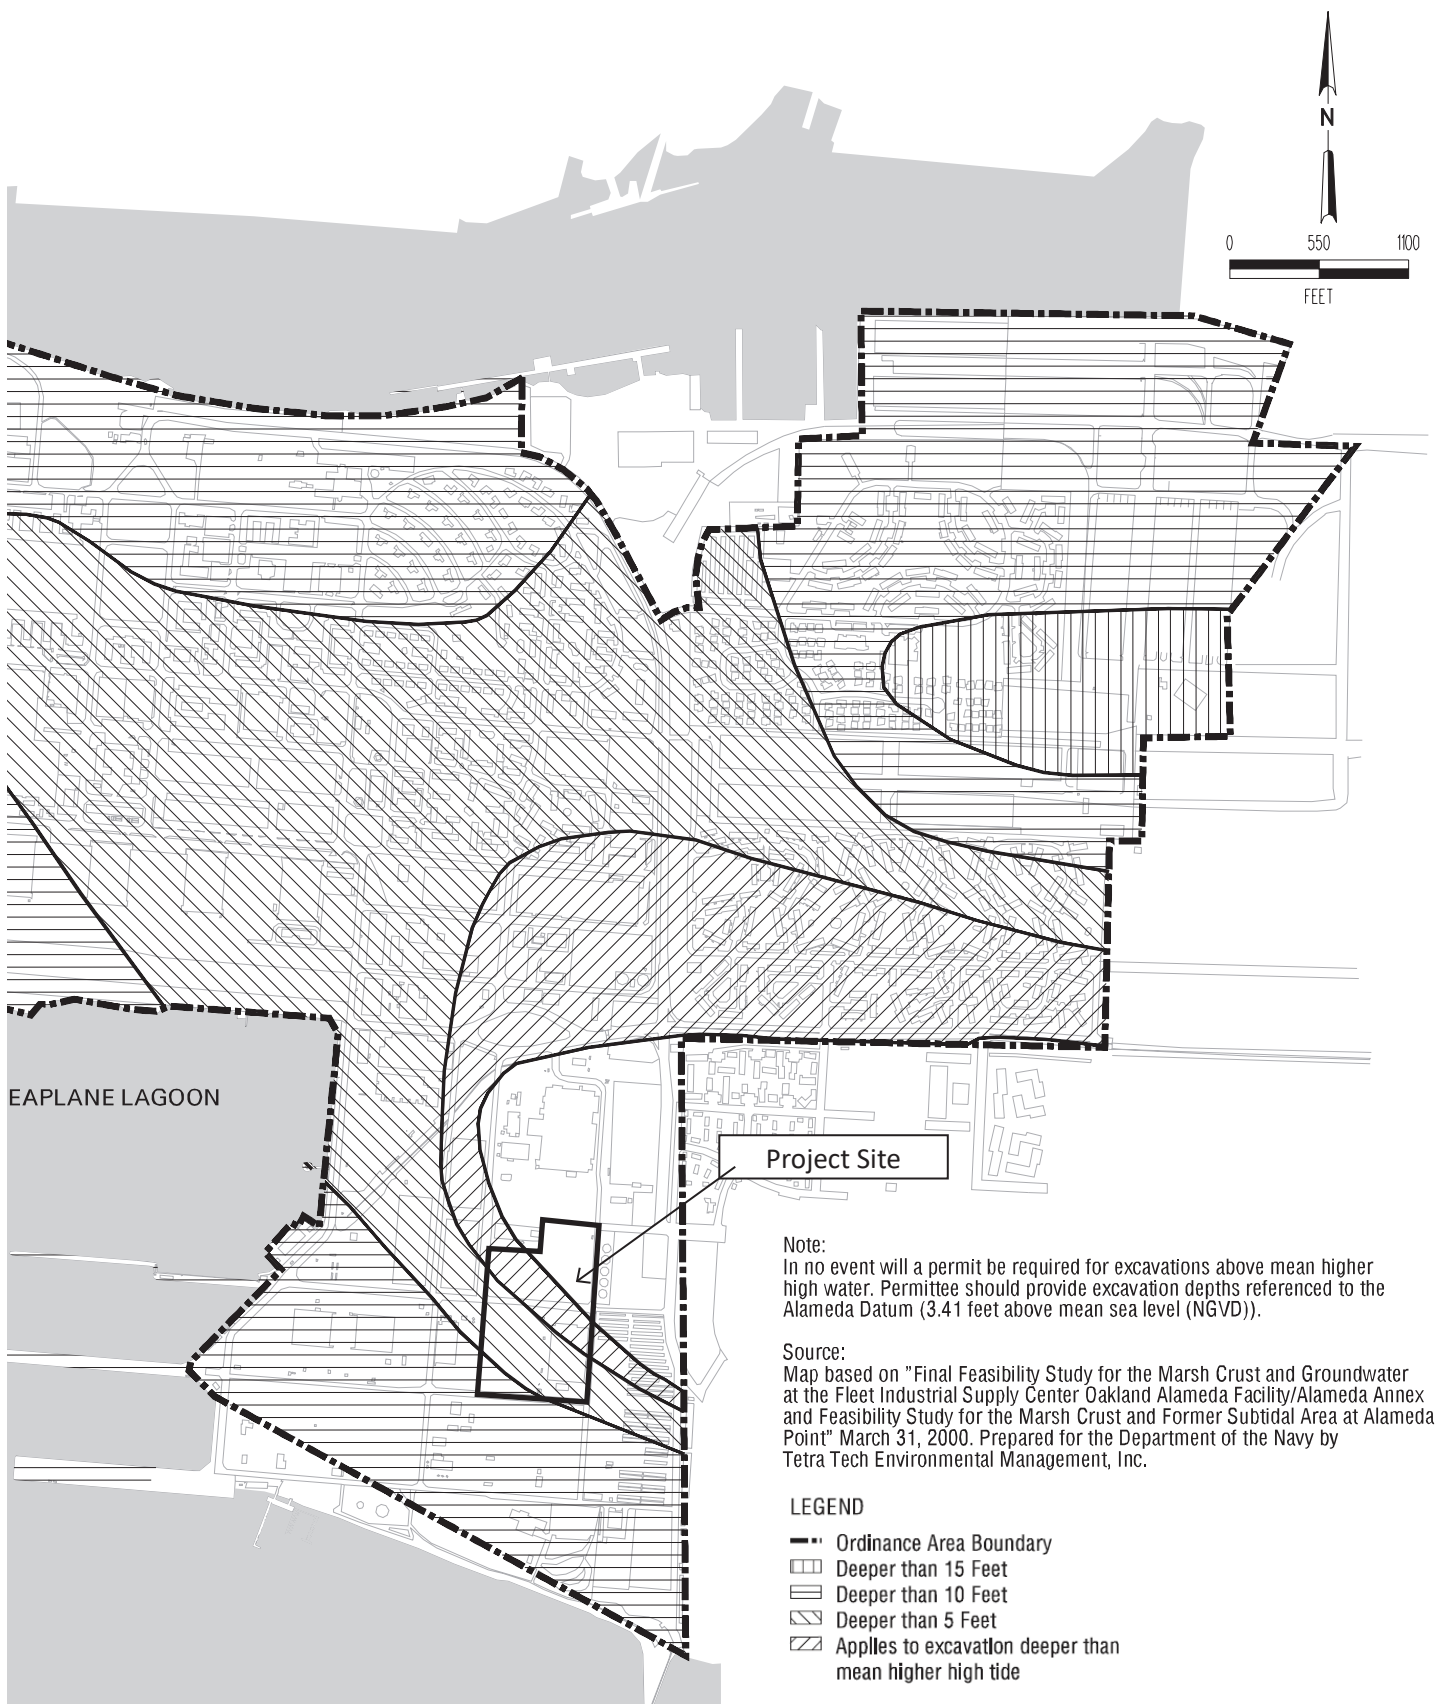 N
0 550 1100
FEET
EAPLANE LAGOON
Project Site
Note:
In no event will a permit be required for excavations above mean higher
high water. Permittee should provide excavation depths referenced to the
Alameda Datum (3.41 feet above mean sea level (NGVD)).
Source:
Map based on "Final Feasibility Study for the Marsh Crust and Groundwater
at the Fleet Industrial Supply Center Oakland Alameda Facility/Alameda Annex
and Feasibility Study for the Marsh Crust and Former Subtidal Area at Alameda
Point" March 31, 2000. Prepared for the Department of the Navy by
Tetra Tech Environmental Management, Inc.
LEGEND
Ordinance Area Boundary
Deeper than 15 Feet
Deeper than 10 Feet
Deeper than 5 Feet
Applies to excavation deeper than
mean higher high tide